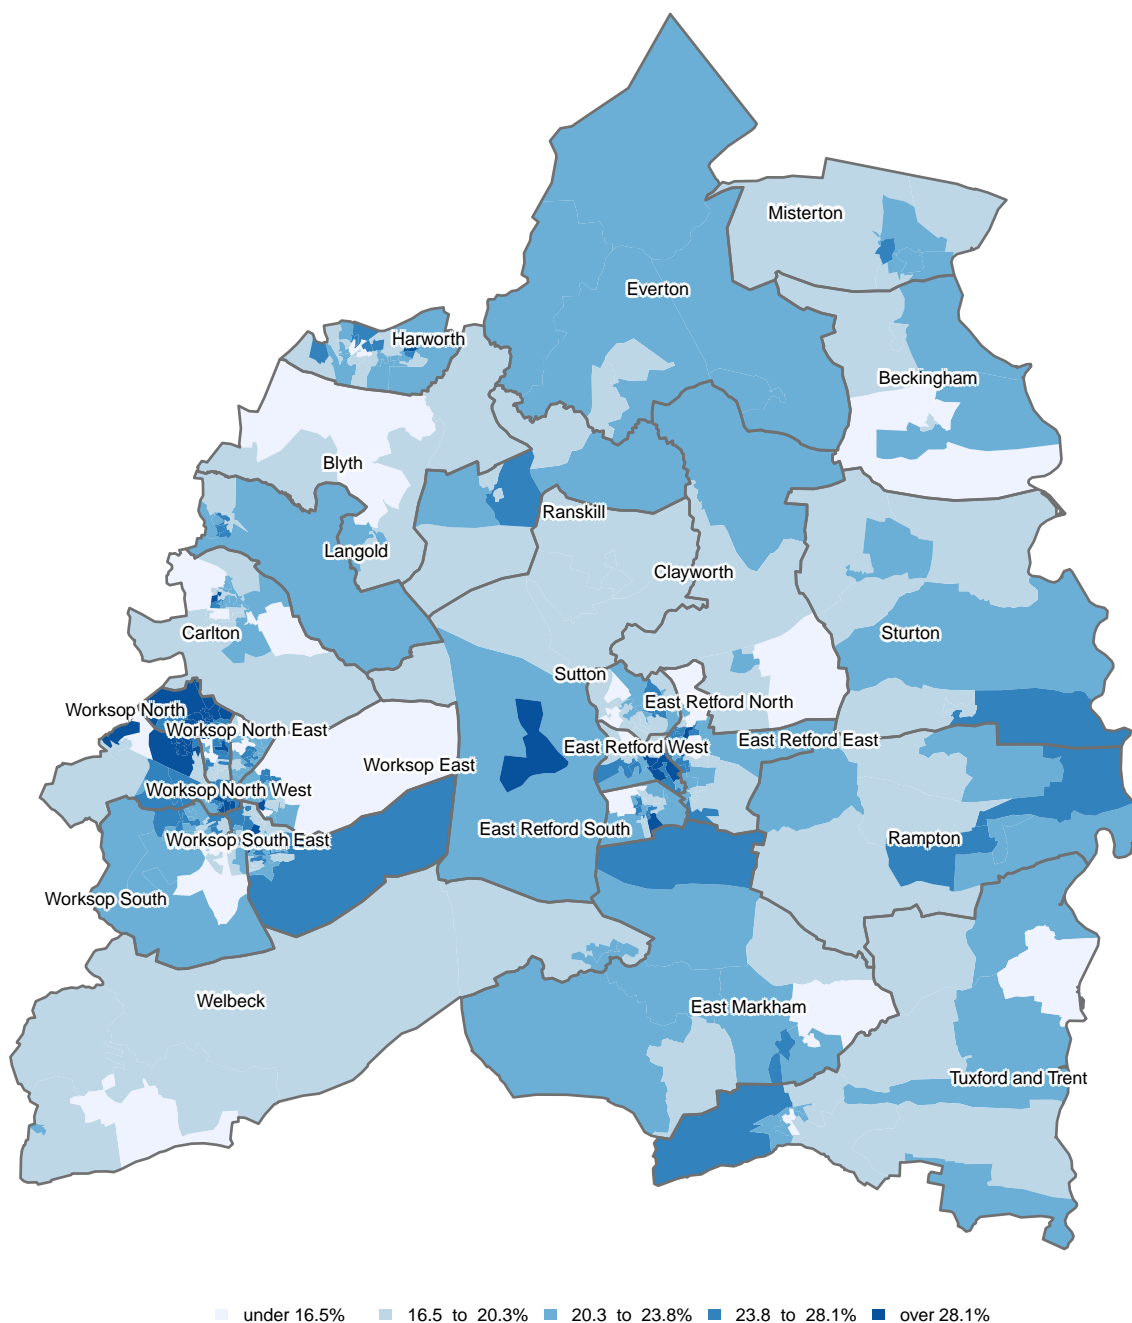 Misterton
Everton
Harworth
Beckingham
Blyth
Ranskill
Langold
Clayworth
Carlton
Sturton
Sutton
East Retford North
Worksop North
Worksop North East
East Retford West
East Retford East
Worksop East
Worksop North West
East Retford South
Worksop South East
Rampton
Worksop South
Welbeck
East Markham
Tuxford and Trent
under 16.5% 16.5 to 20.3% 20.3 to 23.8% 23.8 to 28.1% over 28.1%